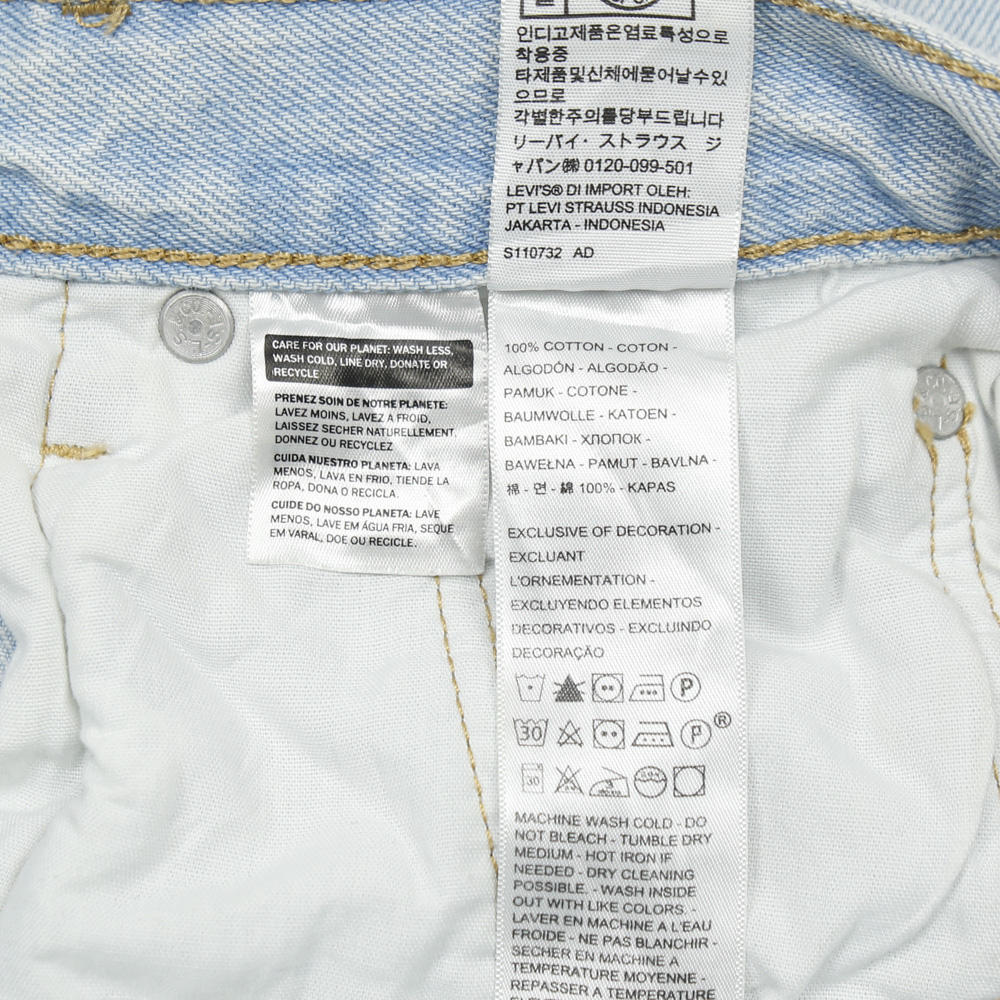 인디고제품은염료특성으로
착용중
타제품및신체에묻어날수있
으므로
각별한주의를당부드립니다
リーバイ・ストラウス ジ
ャパン㈱ 0120-099-501
LEVI'S® DI IMPORT OLEH:
PT LEVI STRAUSS INDONESIA
JAKARTA - INDONESIA
S110732 AD
CARE FOR OUR PLANET: WASH LESS,
WASH COLD, LINE DRY, DONATE OR
RECYCLE
PRENEZ SOIN DE NOTRE PLANETE:
LAVEZ MOINS, LAVEZ A FROID,
LAISSEZ SECHER NATURELLEMENT,
DONNEZ OU RECYCLEZ
CUIDA NUESTRO PLANETA: LAVA
MENOS, LAVA EN FRIO, TIENDE LA
ROPA, DONA O RECICLA.
CUIDE DO NOSSO PLANETA: LAVE
MENOS, LAVE EM ÁGUA FRIA, SEQUE
EM VARAL, DOE OU RECICLE.
100% COTTON - COTON -
ALGODÓN - ALGODÃO -
PAMUK - COTONE -
BAUMWOLLE - KATOEN -
BAMBAKI - ХЛОПОК -
BAWEŁNA - PAMUT - BAVLNA -
棉 - 면 - 綿 100% - KAPAS
EXCLUSIVE OF DECORATION -
EXCLUANT
L'ORNEMENTATION -
EXCLUYENDO ELEMENTOS
DECORATIVOS - EXCLUINDO
DECORAÇÃO
P
30 P ®
30
MACHINE WASH COLD - DO
NOT BLEACH - TUMBLE DRY
MEDIUM - HOT IRON IF
NEEDED - DRY CLEANING
POSSIBLE. - WASH INSIDE
OUT WITH LIKE COLORS. -
LAVER EN MACHINE A L'EAU
FROIDE - NE PAS BLANCHIR -
SECHER EN MACHINE A
TEMPERATURE MOYENNE -
REPASSER A TEMPERATURE